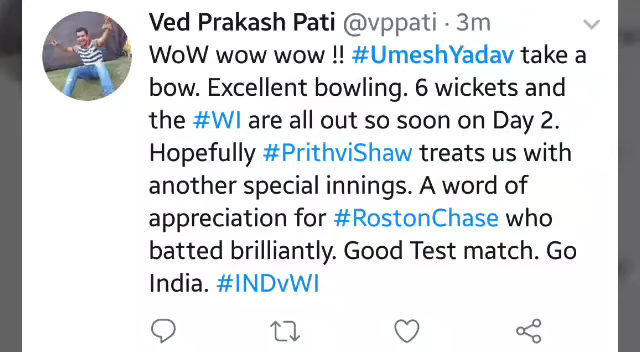 Ved Prakash Pati @vppati · 3m
WoW wow wow !! #UmeshYadav take a
bow. Excellent bowling. 6 wickets and
the #WI are all out so soon on Day 2.
Hopefully #PrithviShaw treats us with
another special innings. A word of
appreciation for #RostonChase who
batted brilliantly. Good Test match. Go
India. #INDvWI